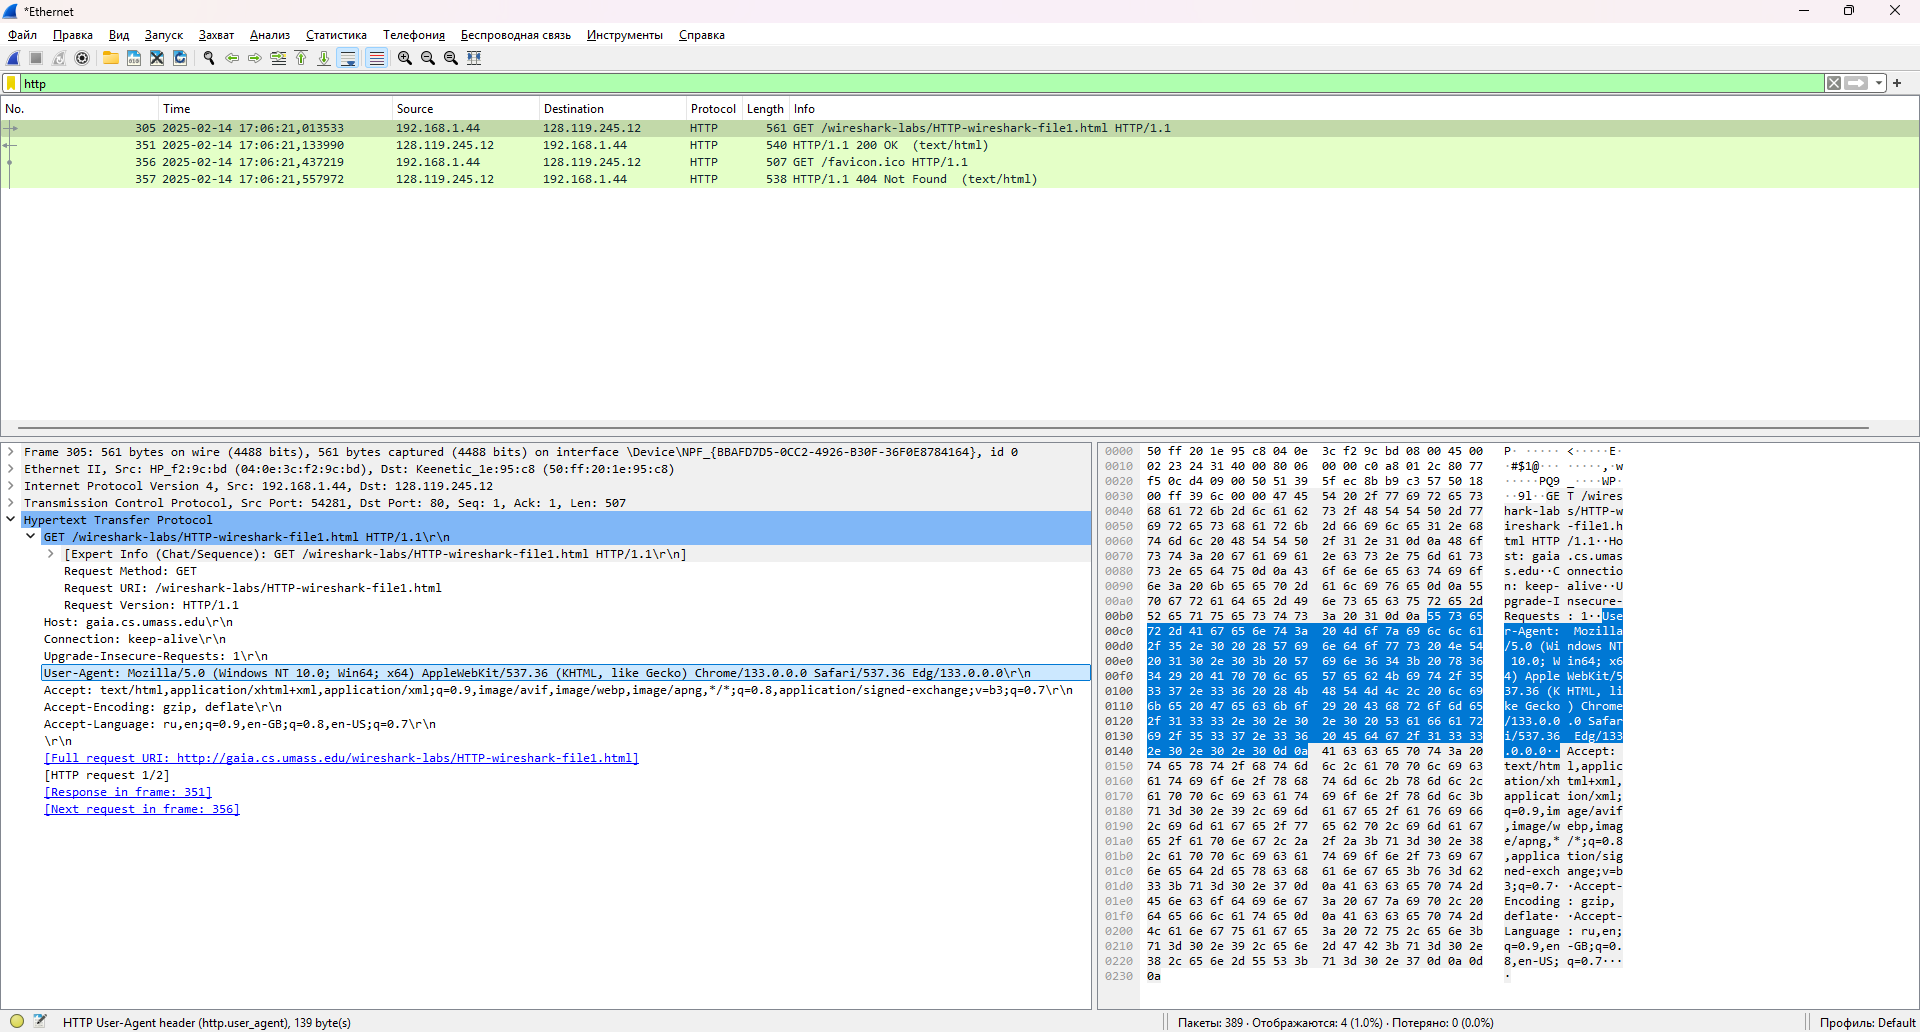 *Ethernet
Файл Правка Вид Запуск Захват Анализ Статистика Телефония Беспроводная связь Инструменты Справка
http
No. Time Source Destination Protocol Length Info
305 2025-02-14 17:06:21,013533 192.168.1.44 128.119.245.12 HTTP 561 GET /wireshark-labs/HTTP-wireshark-file1.html HTTP/1.1
351 2025-02-14 17:06:21,133990 128.119.245.12 192.168.1.44 HTTP 540 HTTP/1.1 200 OK  (text/html)
356 2025-02-14 17:06:21,437219 192.168.1.44 128.119.245.12 HTTP 507 GET /favicon.ico HTTP/1.1
357 2025-02-14 17:06:21,557972 128.119.245.12 192.168.1.44 HTTP 538 HTTP/1.1 404 Not Found  (text/html)
Frame 305: 561 bytes on wire (4488 bits), 561 bytes captured (4488 bits) on interface \Device\NPF_{BBAFD7D5-0CC2-4926-B30F-36F0E8784164}, id 0
Ethernet II, Src: HP_f2:9c:bd (04:0e:3c:f2:9c:bd), Dst: Keenetic_1e:95:c8 (50:ff:20:1e:95:c8)
Internet Protocol Version 4, Src: 192.168.1.44, Dst: 128.119.245.12
Transmission Control Protocol, Src Port: 54281, Dst Port: 80, Seq: 1, Ack: 1, Len: 507
Hypertext Transfer Protocol
GET /wireshark-labs/HTTP-wireshark-file1.html HTTP/1.1\r\n
[Expert Info (Chat/Sequence): GET /wireshark-labs/HTTP-wireshark-file1.html HTTP/1.1\r\n]
Request Method: GET
Request URI: /wireshark-labs/HTTP-wireshark-file1.html
Request Version: HTTP/1.1
Host: gaia.cs.umass.edu\r\n
Connection: keep-alive\r\n
Upgrade-Insecure-Requests: 1\r\n
User-Agent: Mozilla/5.0 (Windows NT 10.0; Win64; x64) AppleWebKit/537.36 (KHTML, like Gecko) Chrome/133.0.0.0 Safari/537.36 Edg/133.0.0.0\r\n
Accept: text/html,application/xhtml+xml,application/xml;q=0.9,image/avif,image/webp,image/apng,*/*;q=0.8,application/signed-exchange;v=b3;q=0.7\r\n
Accept-Encoding: gzip, deflate\r\n
Accept-Language: ru,en;q=0.9,en-GB;q=0.8,en-US;q=0.7\r\n
\r\n
[Full request URI: http://gaia.cs.umass.edu/wireshark-labs/HTTP-wireshark-file1.html]
[HTTP request 1/2]
[Response in frame: 351]
[Next request in frame: 356]
0000 50 ff 20 1e 95 c8 04 0e 3c f2 9c bd 08 00 45 00 P· ····· <·····E·
0010 02 23 24 31 40 00 80 06 00 00 c0 a8 01 2c 80 77 ·#$1@··· ·····,·w
0020 f5 0c d4 09 00 50 51 39 5f ec 8b b9 c3 57 50 18 ·····PQ9 _····WP·
0030 00 ff 39 6c 00 00 47 45 54 20 2f 77 69 72 65 73 ··9l··GE T /wires
0040 68 61 72 6b 2d 6c 61 62 73 2f 48 54 54 50 2d 77 hark-lab s/HTTP-w
0050 69 72 65 73 68 61 72 6b 2d 66 69 6c 65 31 2e 68 ireshark -file1.h
0060 74 6d 6c 20 48 54 54 50 2f 31 2e 31 0d 0a 48 6f tml HTTP /1.1··Ho
0070 73 74 3a 20 67 61 69 61 2e 63 73 2e 75 6d 61 73 st: gaia .cs.umas
0080 73 2e 65 64 75 0d 0a 43 6f 6e 6e 65 63 74 69 6f s.edu··C onnectio
0090 6e 3a 20 6b 65 65 70 2d 61 6c 69 76 65 0d 0a 55 n: keep- alive··U
00a0 70 67 72 61 64 65 2d 49 6e 73 65 63 75 72 65 2d pgrade-I nsecure-
00b0 52 65 71 75 65 73 74 73 3a 20 31 0d 0a 55 73 65 Requests : 1··Use
00c0 72 2d 41 67 65 6e 74 3a 20 4d 6f 7a 69 6c 6c 61 r-Agent:  Mozilla
00d0 2f 35 2e 30 20 28 57 69 6e 64 6f 77 73 20 4e 54 /5.0 (Wi ndows NT
00e0 20 31 30 2e 30 3b 20 57 69 6e 36 34 3b 20 78 36  10.0; W in64; x6
00f0 34 29 20 41 70 70 6c 65 57 65 62 4b 69 74 2f 35 4) Apple WebKit/5
0100 33 37 2e 33 36 20 28 4b 48 54 4d 4c 2c 20 6c 69 37.36 (K HTML, li
0110 6b 65 20 47 65 63 6b 6f 29 20 43 68 72 6f 6d 65 ke Gecko ) Chrome
0120 2f 31 33 33 2e 30 2e 30 2e 30 20 53 61 66 61 72 /133.0.0 .0 Safar
0130 69 2f 35 33 37 2e 33 36 20 45 64 67 2f 31 33 33 i/537.36  Edg/133
0140 2e 30 2e 30 2e 30 0d 0a 41 63 63 65 70 74 3a 20 .0.0.0·· Accept:
0150 74 65 78 74 2f 68 74 6d 6c 2c 61 70 70 6c 69 63 text/htm l,applic
0160 61 74 69 6f 6e 2f 78 68 74 6d 6c 2b 78 6d 6c 2c ation/xh tml+xml,
0170 61 70 70 6c 69 63 61 74 69 6f 6e 2f 78 6d 6c 3b applicat ion/xml;
0180 71 3d 30 2e 39 2c 69 6d 61 67 65 2f 61 76 69 66 q=0.9,im age/avif
0190 2c 69 6d 61 67 65 2f 77 65 62 70 2c 69 6d 61 67 ,image/w ebp,imag
01a0 65 2f 61 70 6e 67 2c 2a 2f 2a 3b 71 3d 30 2e 38 e/apng,* /*;q=0.8
01b0 2c 61 70 70 6c 69 63 61 74 69 6f 6e 2f 73 69 67 ,applica tion/sig
01c0 6e 65 64 2d 65 78 63 68 61 6e 67 65 3b 76 3d 62 ned-exch ange;v=b
01d0 33 3b 71 3d 30 2e 37 0d 0a 41 63 63 65 70 74 2d 3;q=0.7· ·Accept-
01e0 45 6e 63 6f 64 69 6e 67 3a 20 67 7a 69 70 2c 20 Encoding : gzip,
01f0 64 65 66 6c 61 74 65 0d 0a 41 63 63 65 70 74 2d deflate· ·Accept-
0200 4c 61 6e 67 75 61 67 65 3a 20 72 75 2c 65 6e 3b Language : ru,en;
0210 71 3d 30 2e 39 2c 65 6e 2d 47 42 3b 71 3d 30 2e q=0.9,en -GB;q=0.
0220 38 2c 65 6e 2d 55 53 3b 71 3d 30 2e 37 0d 0a 0d 8,en-US; q=0.7···
0230 0a ·
HTTP User-Agent header (http.user_agent), 139 byte(s)
Пакеты: 389 · Отображаются: 4 (1.0%) · Потеряно: 0 (0.0%)
Профиль: Default